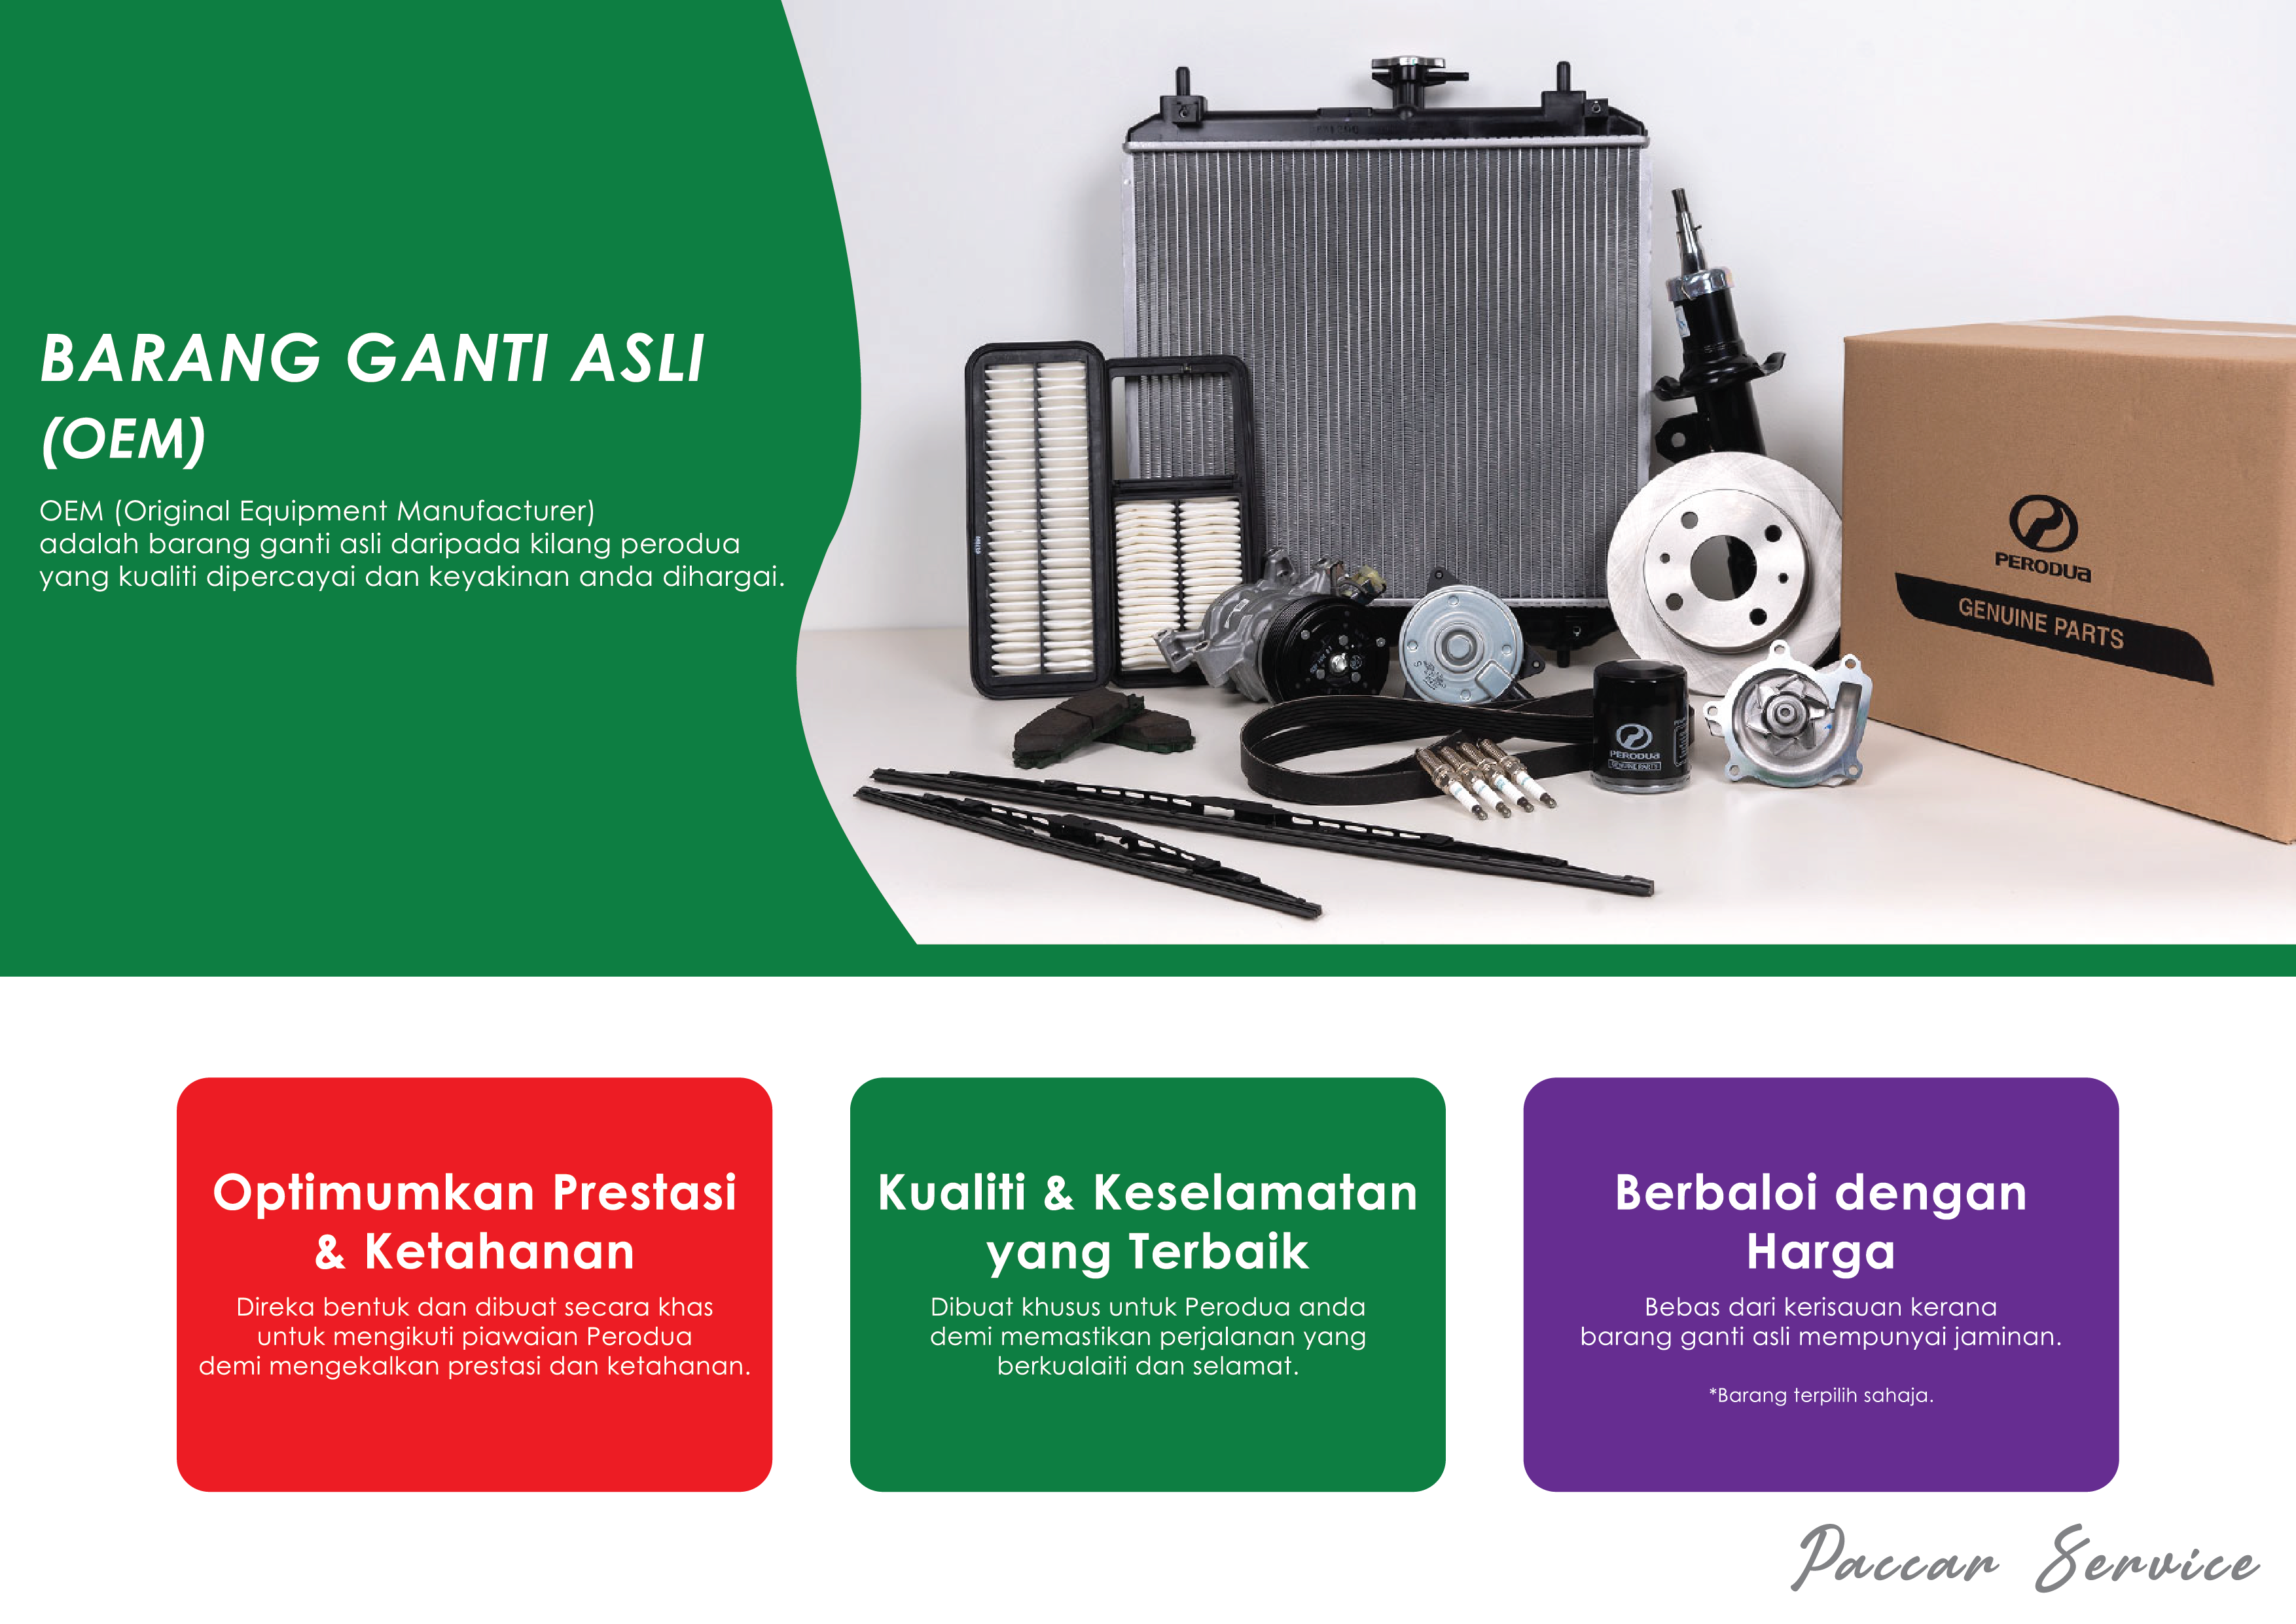 BARANG GANTI ASLI
(OEM)
OEM (Original Equipment Manufacturer)
adalah barang ganti asli daripada kilang perodua
yang kualiti dipercayai dan keyakinan anda dihargai.
PERODUA
GENUINE PARTS
PERODUA
GENUINE PARTS
Optimumkan Prestasi
& Ketahanan
Direka bentuk dan dibuat secara khas
untuk mengikuti piawaian Perodua
demi mengekalkan prestasi dan ketahanan.
Kualiti & Keselamatan
yang Terbaik
Dibuat khusus untuk Perodua anda
demi memastikan perjalanan yang
berkualaiti dan selamat.
Berbaloi dengan
Harga
Bebas dari kerisauan kerana
barang ganti asli mempunyai jaminan.
*Barang terpilih sahaja.
Paccar Service